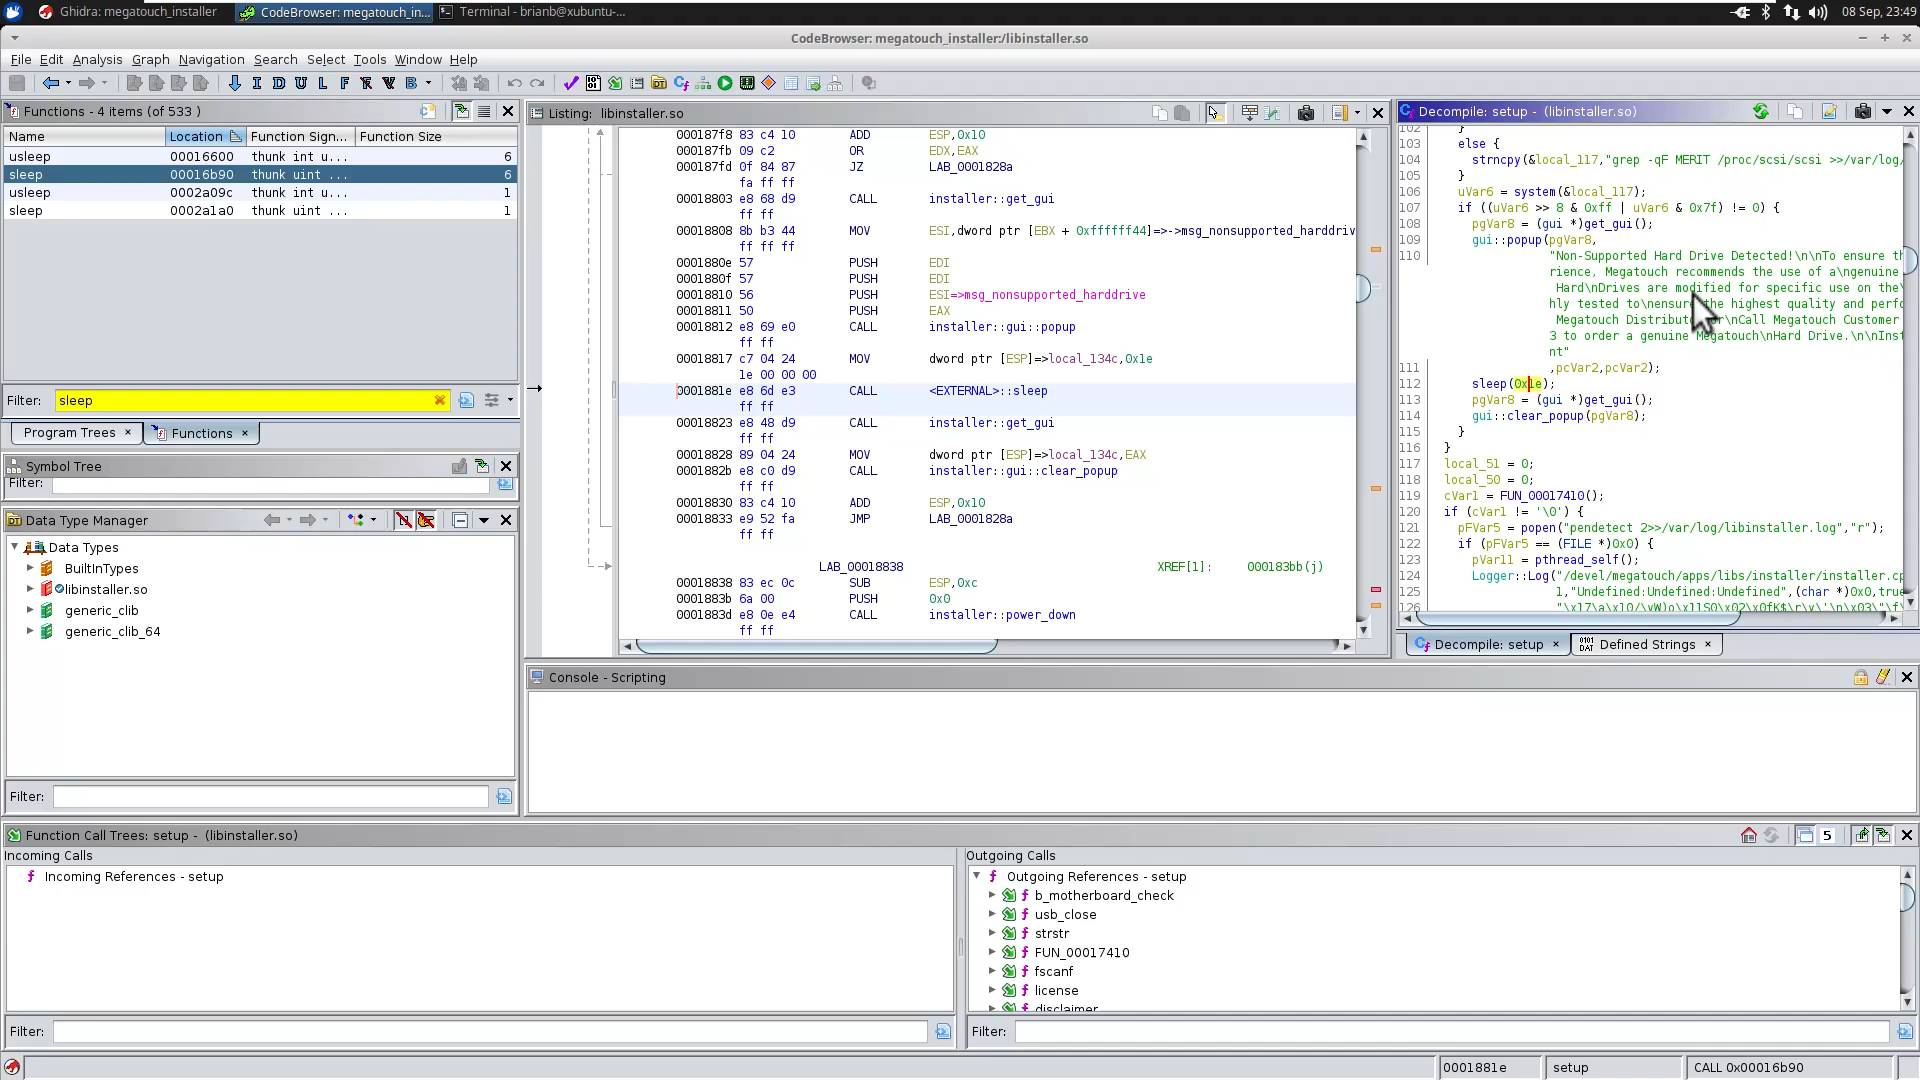 Ghidra: megatouch_installer
CodeBrowser: megatouch_in...
Terminal - brianb@xubuntu-...
08 Sep, 23:49
CodeBrowser: megatouch_installer:/libinstaller.so
File Edit Analysis Graph Navigation Search Select Tools Window Help
I D U L F R V B
Functions - 4 items (of 533 )
Name Location Function Sign... Function Size
usleep 00016600 thunk int u... 6
sleep 00016b90 thunk uint ... 6
usleep 0002a09c thunk int u... 1
sleep 0002a1a0 thunk uint ... 1
Filter: sleep
Program Trees × Functions ×
Symbol Tree
Filter:
Data Type Manager
Data Types
BuiltInTypes
libinstaller.so
generic_clib
generic_clib_64
Filter:
Listing: libinstaller.so
000187f8 83 c4 10 ADD ESP,0x10
000187fb 09 c2 OR EDX,EAX
000187fd 0f 84 87 JZ LAB_0001828a
fa ff ff
00018803 e8 68 d9 CALL installer::get_gui
ff ff
00018808 8b b3 44 MOV ESI,dword ptr [EBX + 0xffffff44]=>->msg_nonsupported_harddriv
ff ff ff
0001880e 57 PUSH EDI
0001880f 57 PUSH EDI
00018810 56 PUSH ESI=>msg_nonsupported_harddrive
00018811 50 PUSH EAX
00018812 e8 69 e0 CALL installer::gui::popup
ff ff
00018817 c7 04 24 MOV dword ptr [ESP]=>local_134c,0x1e
1e 00 00 00
0001881e e8 6d e3 CALL <EXTERNAL>::sleep
ff ff
00018823 e8 48 d9 CALL installer::get_gui
ff ff
00018828 89 04 24 MOV dword ptr [ESP]=>local_134c,EAX
0001882b e8 c0 d9 CALL installer::gui::clear_popup
ff ff
00018830 83 c4 10 ADD ESP,0x10
00018833 e9 52 fa JMP LAB_0001828a
ff ff
LAB_00018838 XREF[1]: 000183bb(j)
00018838 83 ec 0c SUB ESP,0xc
0001883b 6a 00 PUSH 0x0
0001883d e8 0e e4 CALL installer::power_down
ff ff
Decompile: setup - (libinstaller.so)
102 }
103 else {
104 strncpy(&local_117,"grep -qF MERIT /proc/scsi/scsi >>/var/log/
105 }
106 uVar6 = system(&local_117);
107 if ((uVar6 >> 8 & 0xff | uVar6 & 0x7f) != 0) {
108 pgVar8 = (gui *)get_gui();
109 gui::popup(pgVar8,
110 "Non-Supported Hard Drive Detected!\n\nTo ensure th
rience, Megatouch recommends the use of a\ngenuine
Hard\nDrives are modified for specific use on the\
hly tested to\nensure the highest quality and perfo
Megatouch Distribut
\nCall Megatouch Customer
3 to order a genuine Megatouch\nHard Drive.\n\nInst
nt"
111 ,pcVar2,pcVar2);
112 sleep(0x1e);
113 pgVar8 = (gui *)get_gui();
114 gui::clear_popup(pgVar8);
115 }
116 }
117 local_51 = 0;
118 local_50 = 0;
119 cVar1 = FUN_00017410();
120 if (cVar1 != '\0') {
121 pFVar5 = popen("pendetect 2>>/var/log/libinstaller.log","r");
122 if (pFVar5 == (FILE *)0x0) {
123 pVar11 = pthread_self();
124 Logger::Log("/devel/megatouch/apps/libs/installer/installer.cp
125 1,"Undefined:Undefined:Undefined",(char *)0x0,true
126
Decompile: setup × Defined Strings ×
Console - Scripting
Function Call Trees: setup - (libinstaller.so)
5
Incoming Calls
Incoming References - setup
Filter:
Outgoing Calls
Outgoing References - setup
b_motherboard_check
usb_close
strstr
FUN_00017410
fscanf
license
disclaimer
Filter:
0001881e setup CALL 0x00016b90